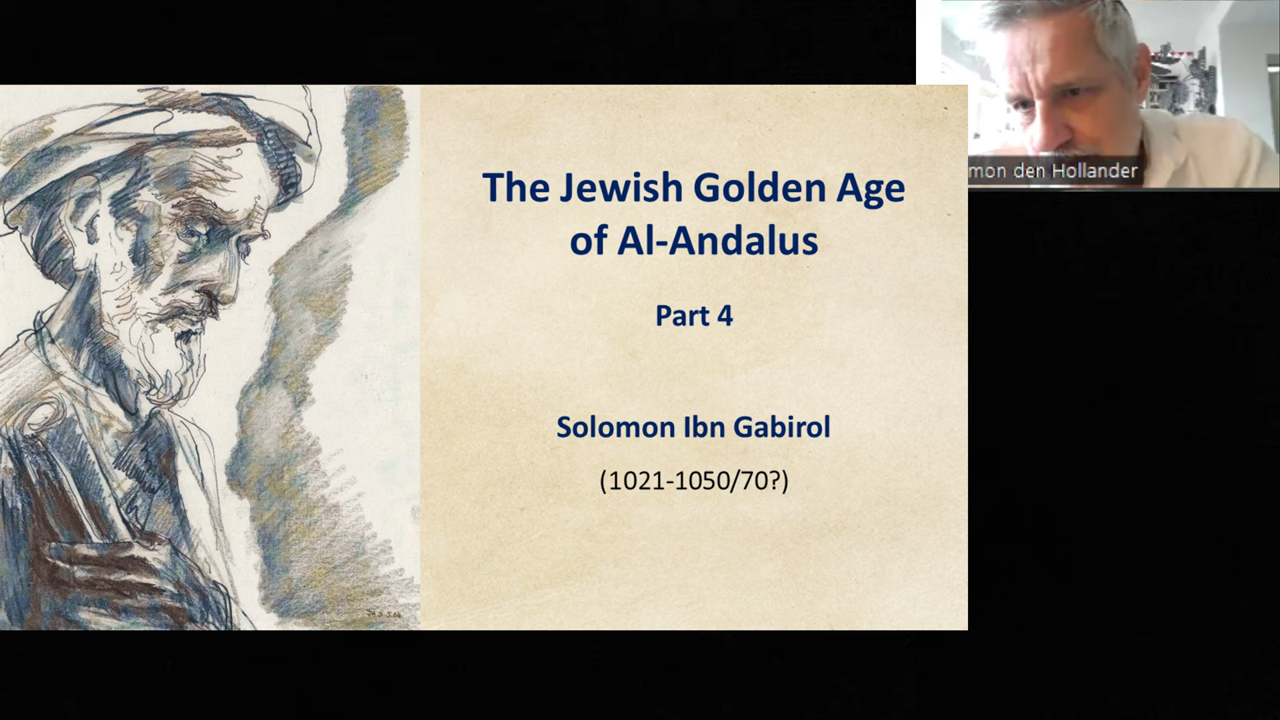 The Jewish Golden Age
of Al-Andalus
Part 4
Solomon Ibn Gabirol
(1021-1050/70?)
mon den Hollander